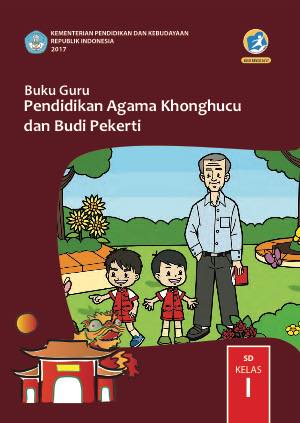 KEMENTERIAN PENDIDIKAN DAN KEBUDAYAAN
REPUBLIK INDONESIA
2017
Buku Guru
Pendidikan Agama Khonghucu
dan Budi Pekerti
SD
KELAS
I